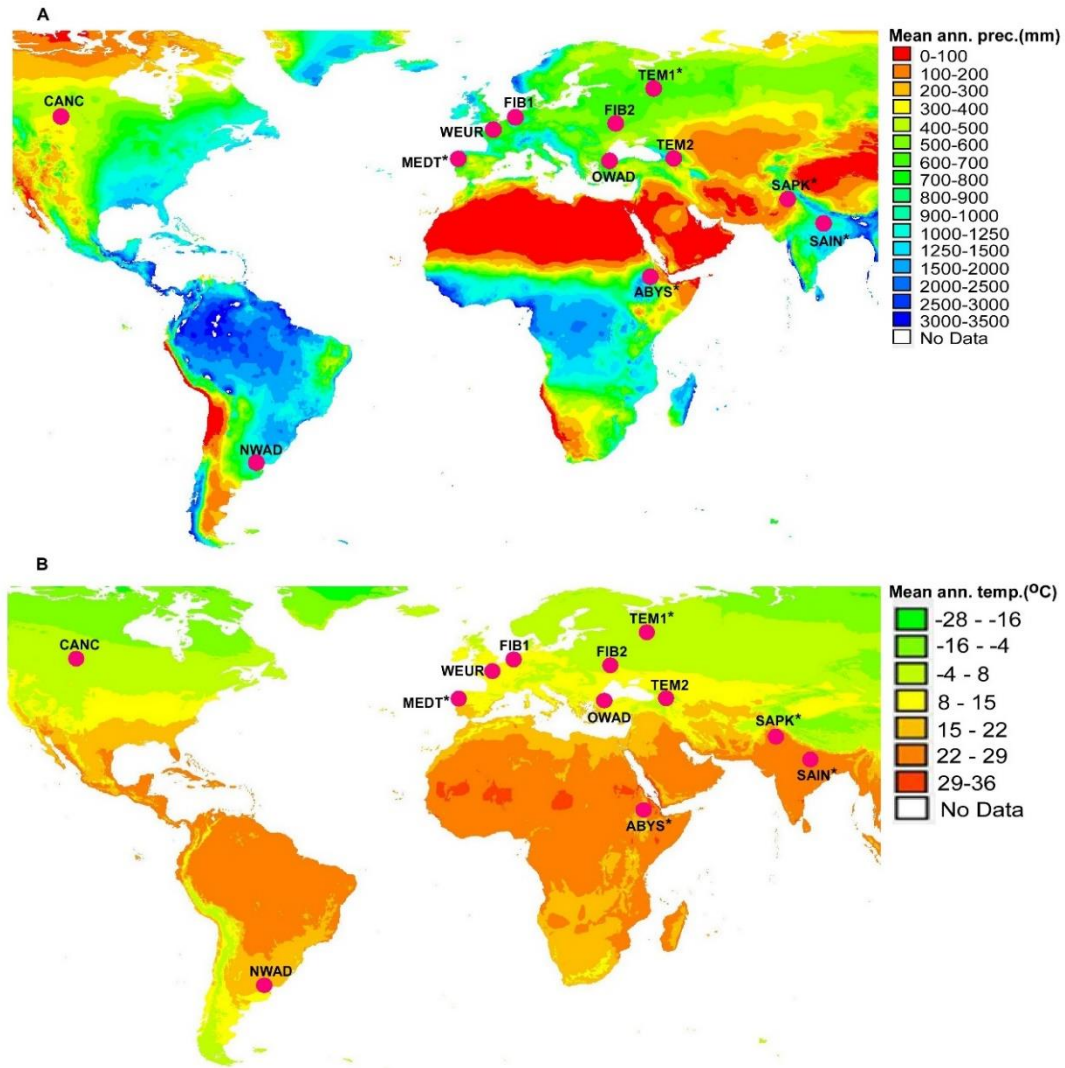 A
Mean ann. prec.(mm)
0-100
100-200
200-300
300-400
400-500
500-600
600-700
700-800
800-900
900-1000
1000-1250
1250-1500
1500-2000
2000-2500
2500-3000
3000-3500
No Data
CANC
TEM1*
FIB1
FIB2
WEUR
TEM2
MEDT*
OWAD
SAPK*
SAIN*
ABYS*
NWAD
B
Mean ann. temp.(OC)
-28 - -16
-16 - -4
-4 - 8
8 - 15
15 - 22
22 - 29
29-36
No Data
CANC
TEM1*
FIB1
FIB2
WEUR
TEM2
MEDT*
OWAD
SAPK*
SAIN*
ABYS*
NWAD